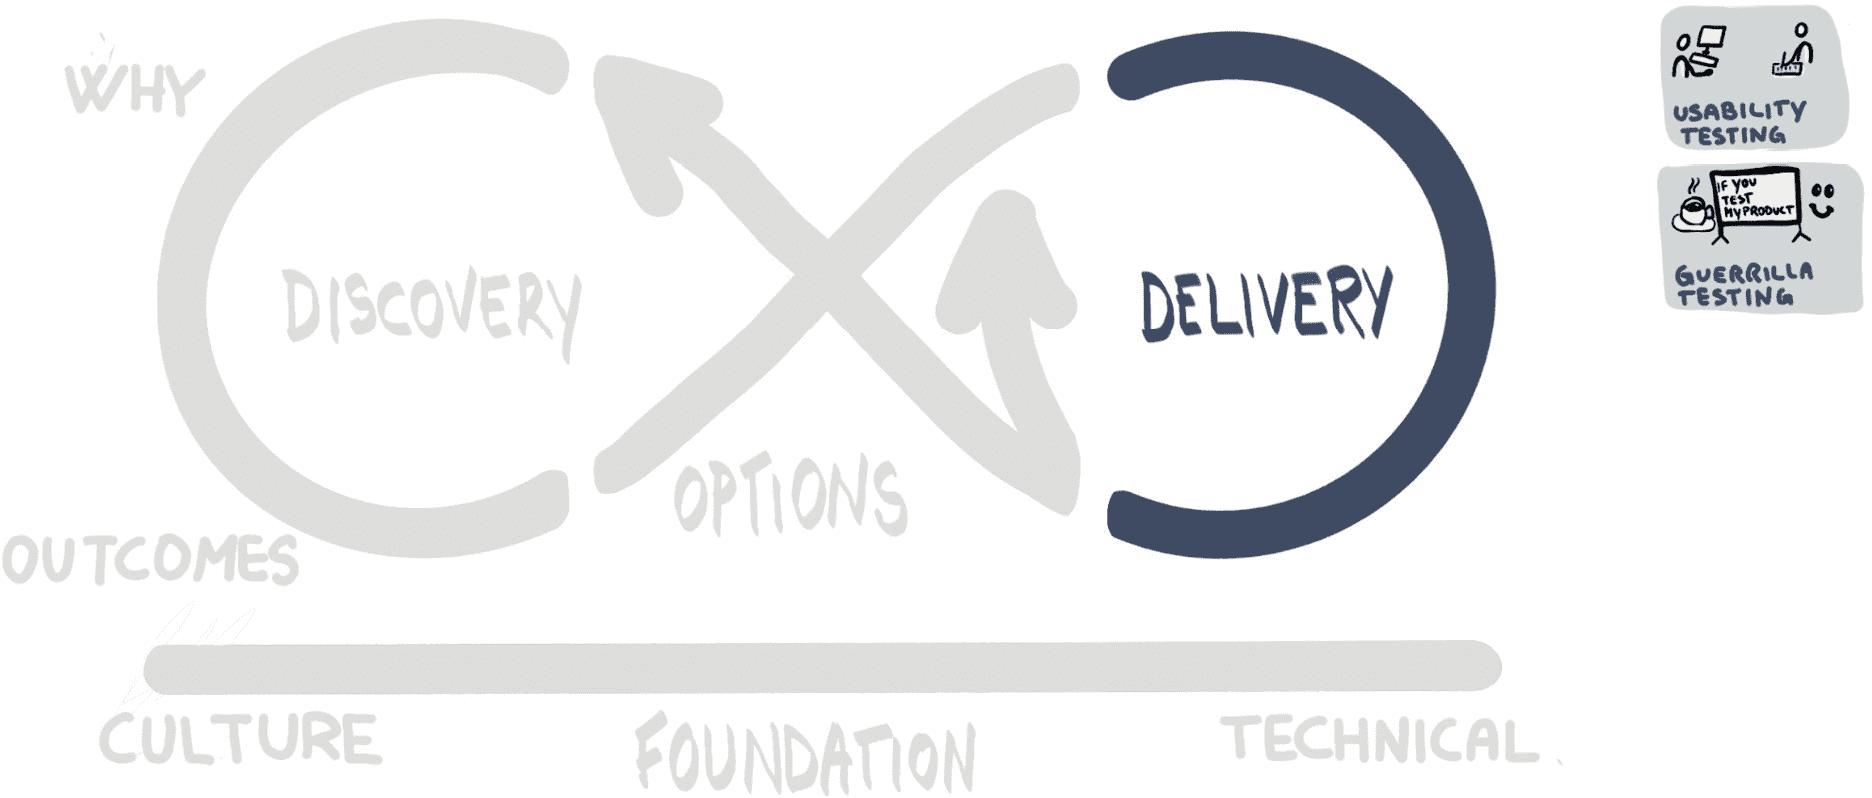 WHY
USABILITY
TESTING
IF YOU
TEST
MY PRODUCT
GUERRILLA
TESTING
DISCOVERY
DELIVERY
OPTIONS
OUTCOMES
CULTURE
FOUNDATION
TECHNICAL